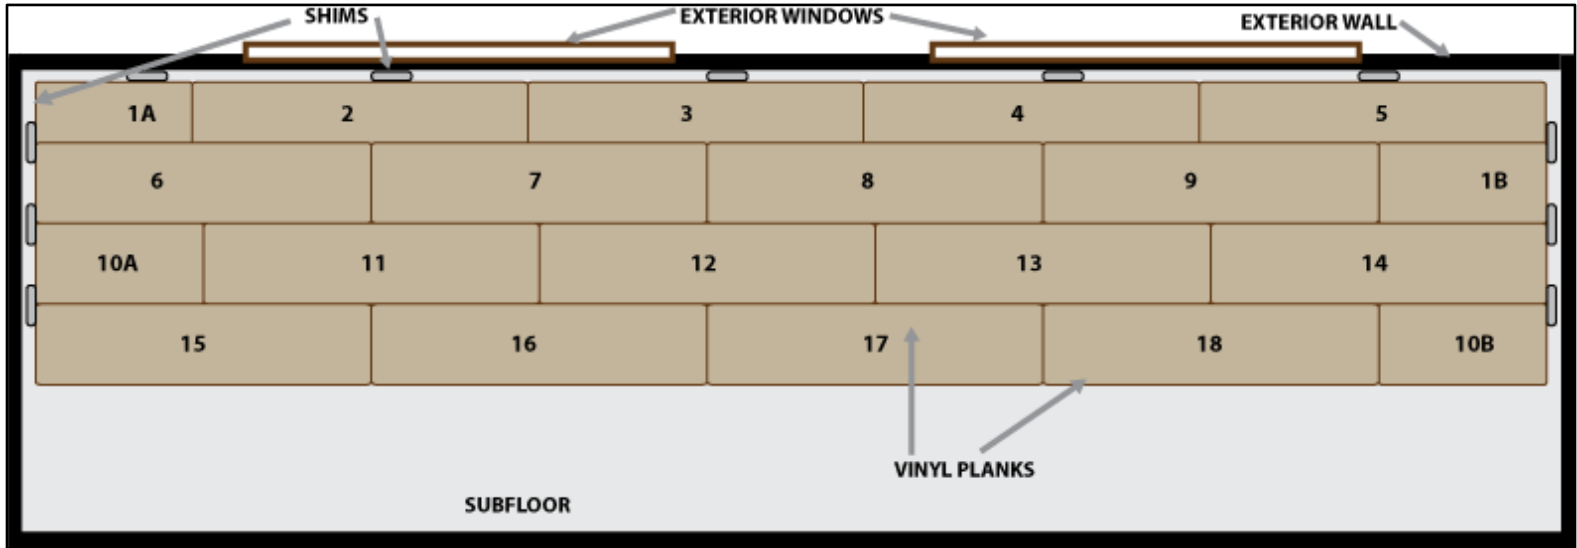 SHIMS
EXTERIOR WINDOWS
EXTERIOR WALL
1A 2 3 4 5
6 7 8 9 1B
10A 11 12 13 14
15 16 17 18 10B
VINYL PLANKS
SUBFLOOR